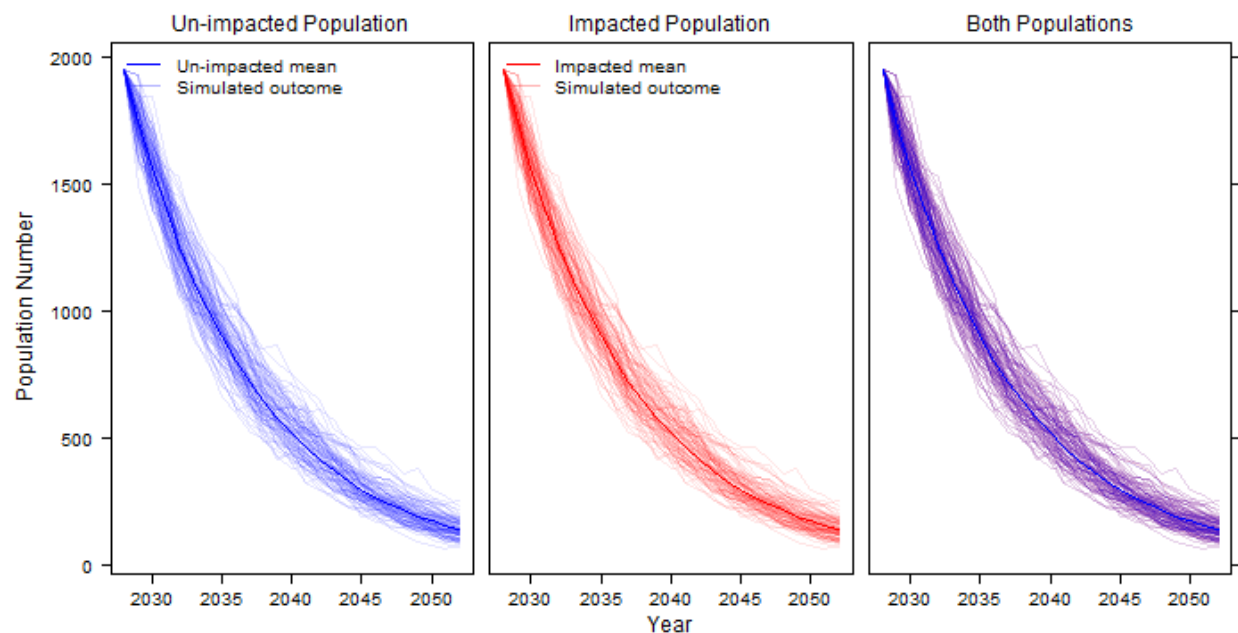 Un-impacted Population
Impacted Population
Both Populations
Un-impacted mean
Simulated outcome
Impacted mean
Simulated outcome
Population Number
2000
1500
1000
500
0
2030 2035 2040 2045 2050
2030 2035 2040 2045 2050
2030 2035 2040 2045 2050
Year